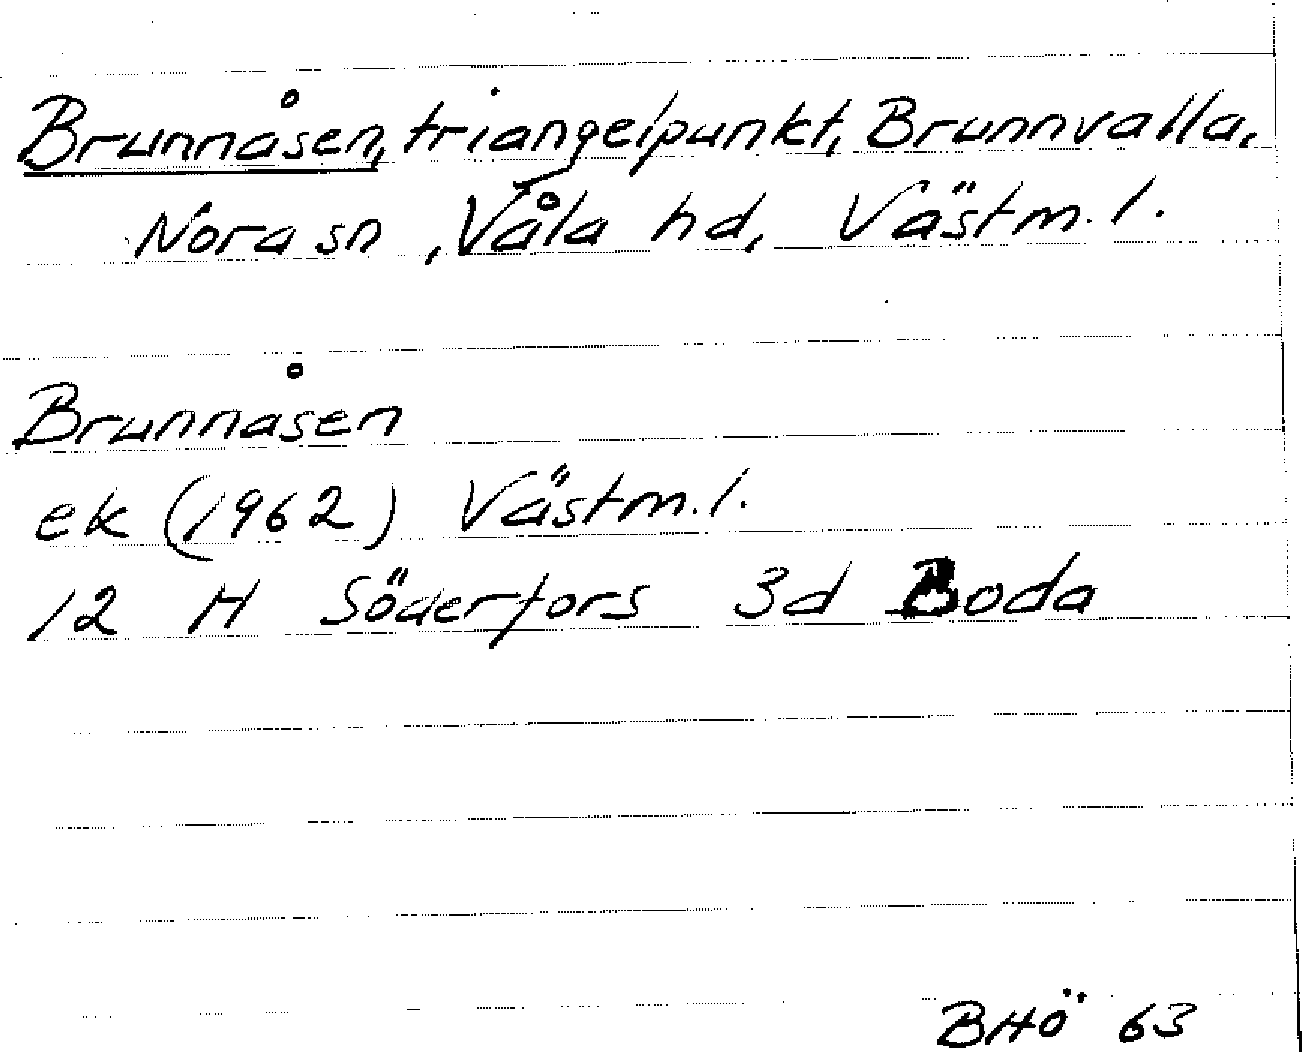 Brunnåsen, triangelpunkt, Brunnvalla,
Nora sn, Våla hd, Västm. l.
Brunnåsen
ek (1962) Västm. l.
12 H Söderfors 3d Boda
BHÖ 63